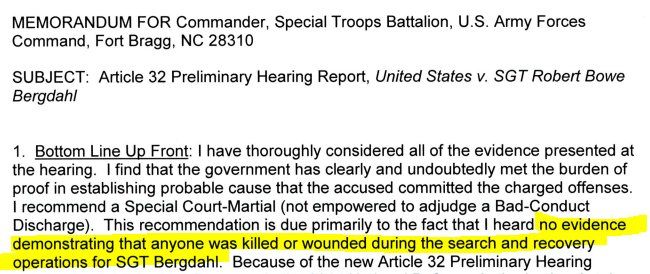 MEMORANDUM FOR Commander, Special Troops Battalion, U.S. Army Forces
Command, Fort Bragg, NC 28310
SUBJECT: Article 32 Preliminary Hearing Report, United States v. SGT Robert Bowe
Bergdahl
1. Bottom Line Up Front: I have thoroughly considered all of the evidence presented at
the hearing. I find that the government has clearly and undoubtedly met the burden of
proof in establishing probable cause that the accused committed the charged offenses.
I recommend a Special Court-Martial (not empowered to adjudge a Bad-Conduct
Discharge). This recommendation is due primarily to the fact that I heard no evidence
demonstrating that anyone was killed or wounded during the search and recovery
operations for SGT Bergdahl. Because of the new Article 32 Preliminary Hearing